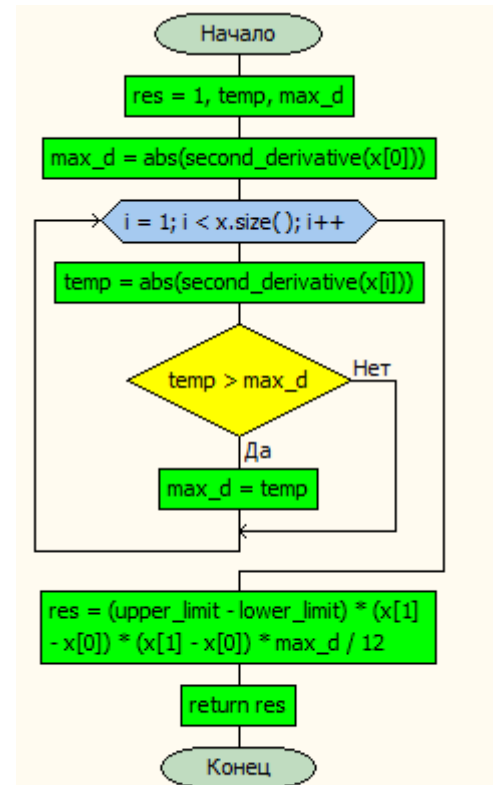 Начало
res = 1, temp, max_d
max_d = abs(second_derivative(x[0]))
i = 1; i < x.size(); i++
temp = abs(second_derivative(x[i]))
temp > max_d
Нет
Да
max_d = temp
res = (upper_limit - lower_limit) * (x[1]
- x[0]) * (x[1] - x[0]) * max_d / 12
return res
Конец